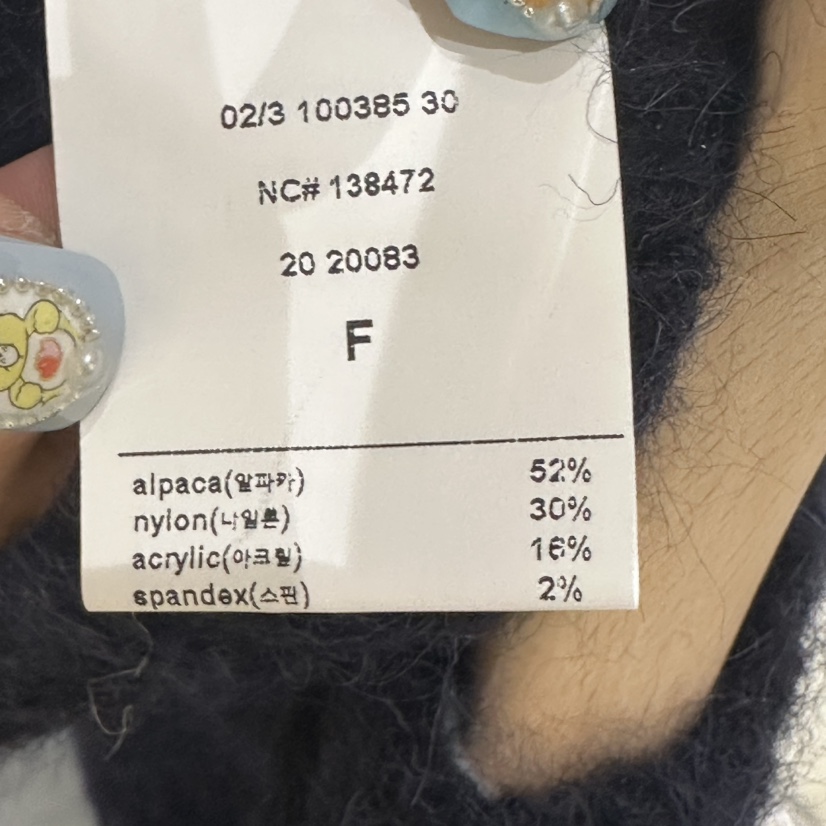 02/3 100385 30
NC# 138472
20 20083
F
alpaca(알파카) 52%
nylon(나일론) 30%
acrylic(아크릴) 16%
spandex(스판) 2%